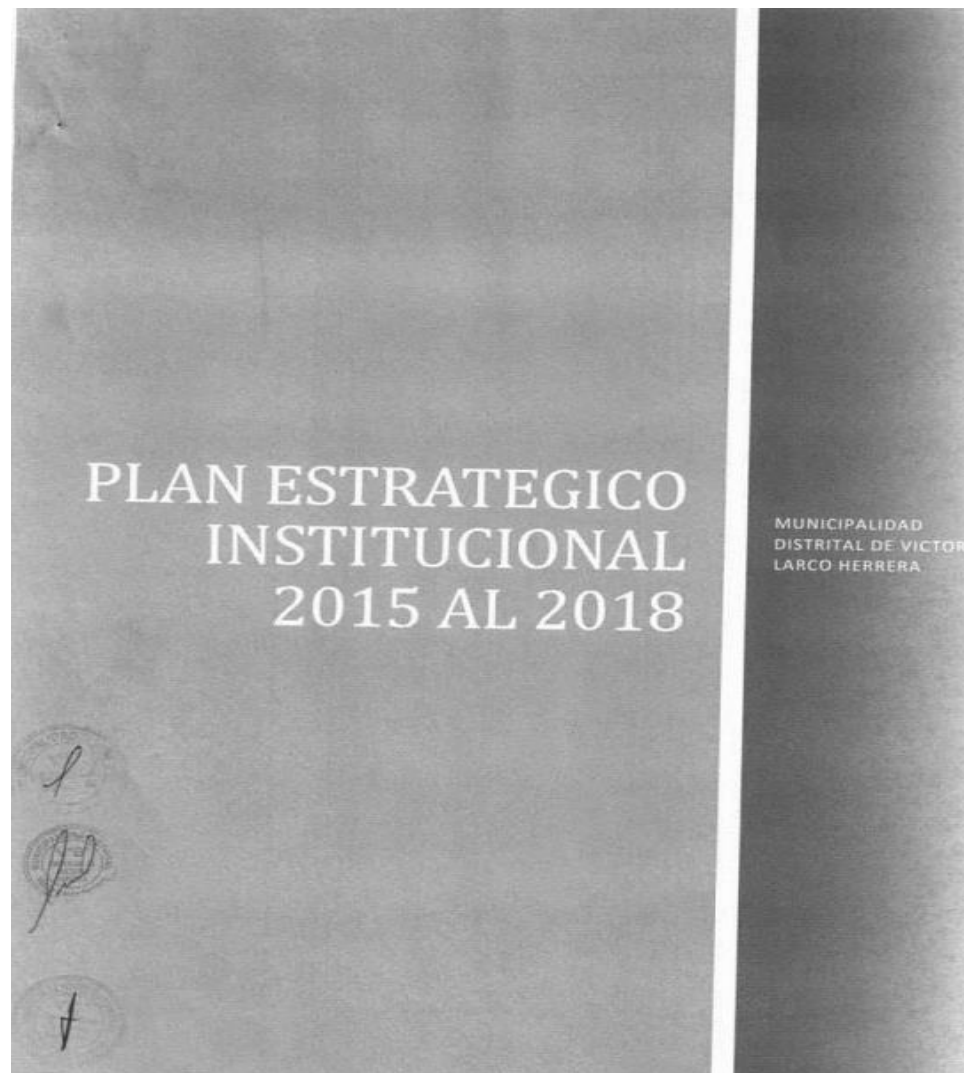 PLAN ESTRATEGICO
INSTITUCIONAL
2015 AL 2018
MUNICIPALIDAD
DISTRITAL DE VICTOR
LARCO HERRERA